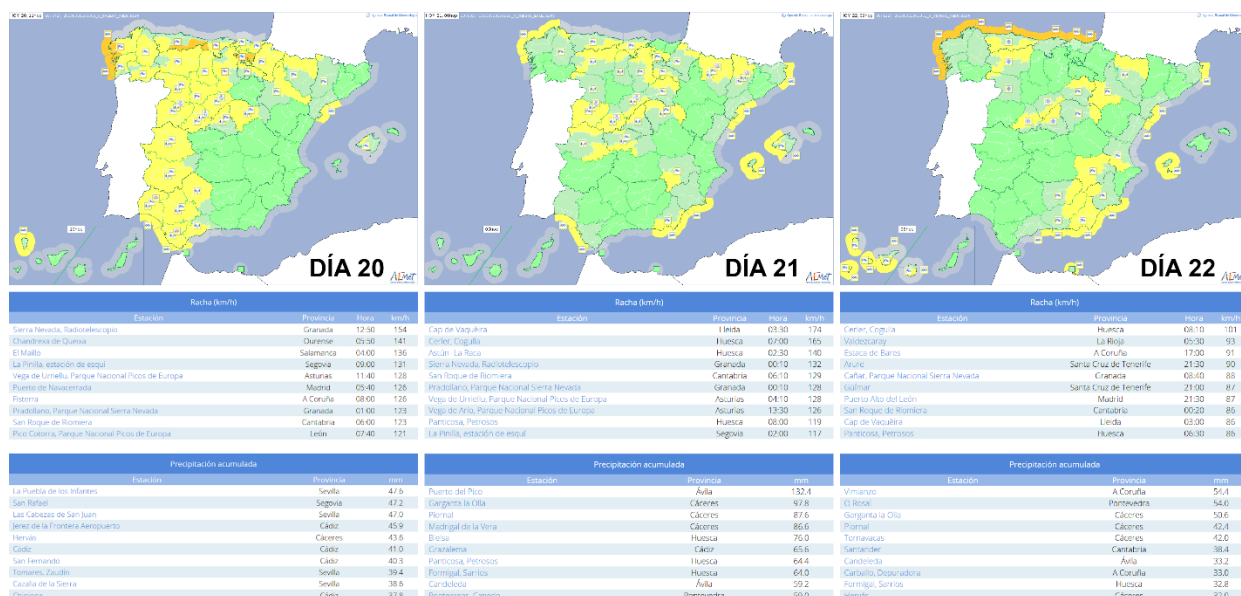 DÍA 20
AEmet
Racha (km/h)
Estación Provincia Hora km/h
Sierra Nevada, Radiotelescopio Granada 12:50 154
Chandrexa de Queixa Ourense 05:50 141
El Maíllo Salamanca 04:00 136
La Pinilla, estación de esquí Segovia 09:00 131
Vega de Urriellu, Parque Nacional Picos de Europa Asturias 11:40 128
Puerto de Navacerrada Madrid 05:40 126
Fisterra A Coruña 08:00 126
Pradollano, Parque Nacional Sierra Nevada Granada 01:00 123
San Roque de Riomiera Cantabria 06:00 123
Pico Colorra, Parque Nacional Picos de Europa León 07:40 121
Precipitación acumulada
Estación Provincia mm
La Puebla de los Infantes Sevilla 47.6
San Rafael Segovia 47.2
Las Cabezas de San Juan Sevilla 47.0
Jerez de la Frontera Aeropuerto Cádiz 45.9
Hervás Cáceres 43.6
Cádiz Cádiz 41.0
San Fernando Cádiz 40.3
Tomares, Zaudín Sevilla 39.4
Cazalla de la Sierra Sevilla 38.6
Chipiona Cádiz 37.8
DÍA 21
AEmet
Racha (km/h)
Estación Provincia Hora km/h
Cap de Vaquèira Lleida 03:30 174
Cerler, Cogulla Huesca 07:00 165
Astún- La Raca Huesca 02:30 140
Sierra Nevada, Radiotelescopio Granada 00:10 132
San Roque de Riomiera Cantabria 06:10 129
Pradollano, Parque Nacional Sierra Nevada Granada 00:10 128
Vega de Urriellu, Parque Nacional Picos de Europa Asturias 04:10 128
Vega de Ario, Parque Nacional Picos de Europa Asturias 13:30 126
Panticosa, Petrosos Huesca 08:00 119
La Pinilla, estación de esquí Segovia 02:00 117
Precipitación acumulada
Estación Provincia mm
Puerto del Pico Ávila 132.4
Garganta la Olla Cáceres 97.8
Piornal Cáceres 87.6
Madrigal de la Vera Cáceres 86.6
Bielsa Huesca 76.0
Grazalema Cádiz 65.6
Panticosa, Petrosos Huesca 64.4
Formigal, Sarrios Huesca 64.0
Candeleda Ávila 59.2
Pontevedra 59.0
DÍA 22
AEmet
Racha (km/h)
Estación Provincia Hora km/h
Cerler, Cogulla Huesca 08:10 101
Valdezcaray La Rioja 05:30 93
Estaca de Bares A Coruña 17:00 91
Santa Cruz de Tenerife 21:30 90
Cáñar, Parque Nacional Sierra Nevada Granada 08:40 88
Güímar Santa Cruz de Tenerife 21:00 87
Puerto Alto del León Madrid 21:30 87
San Roque de Riomiera Cantabria 00:20 86
Cap de Vaquèira Lleida 03:00 86
Panticosa, Petrosos Huesca 06:30 86
Precipitación acumulada
Estación Provincia mm
Vimianzo A Coruña 54.4
O Rosal Pontevedra 54.0
Garganta la Olla Cáceres 50.6
Piornal Cáceres 42.4
Tornavacas Cáceres 42.0
Santander Cantabria 38.4
Candeleda Ávila 33.2
Carballo, Depuradora A Coruña 33.0
Formigal, Sarrios Huesca 32.8
Hervás Cáceres 32.0